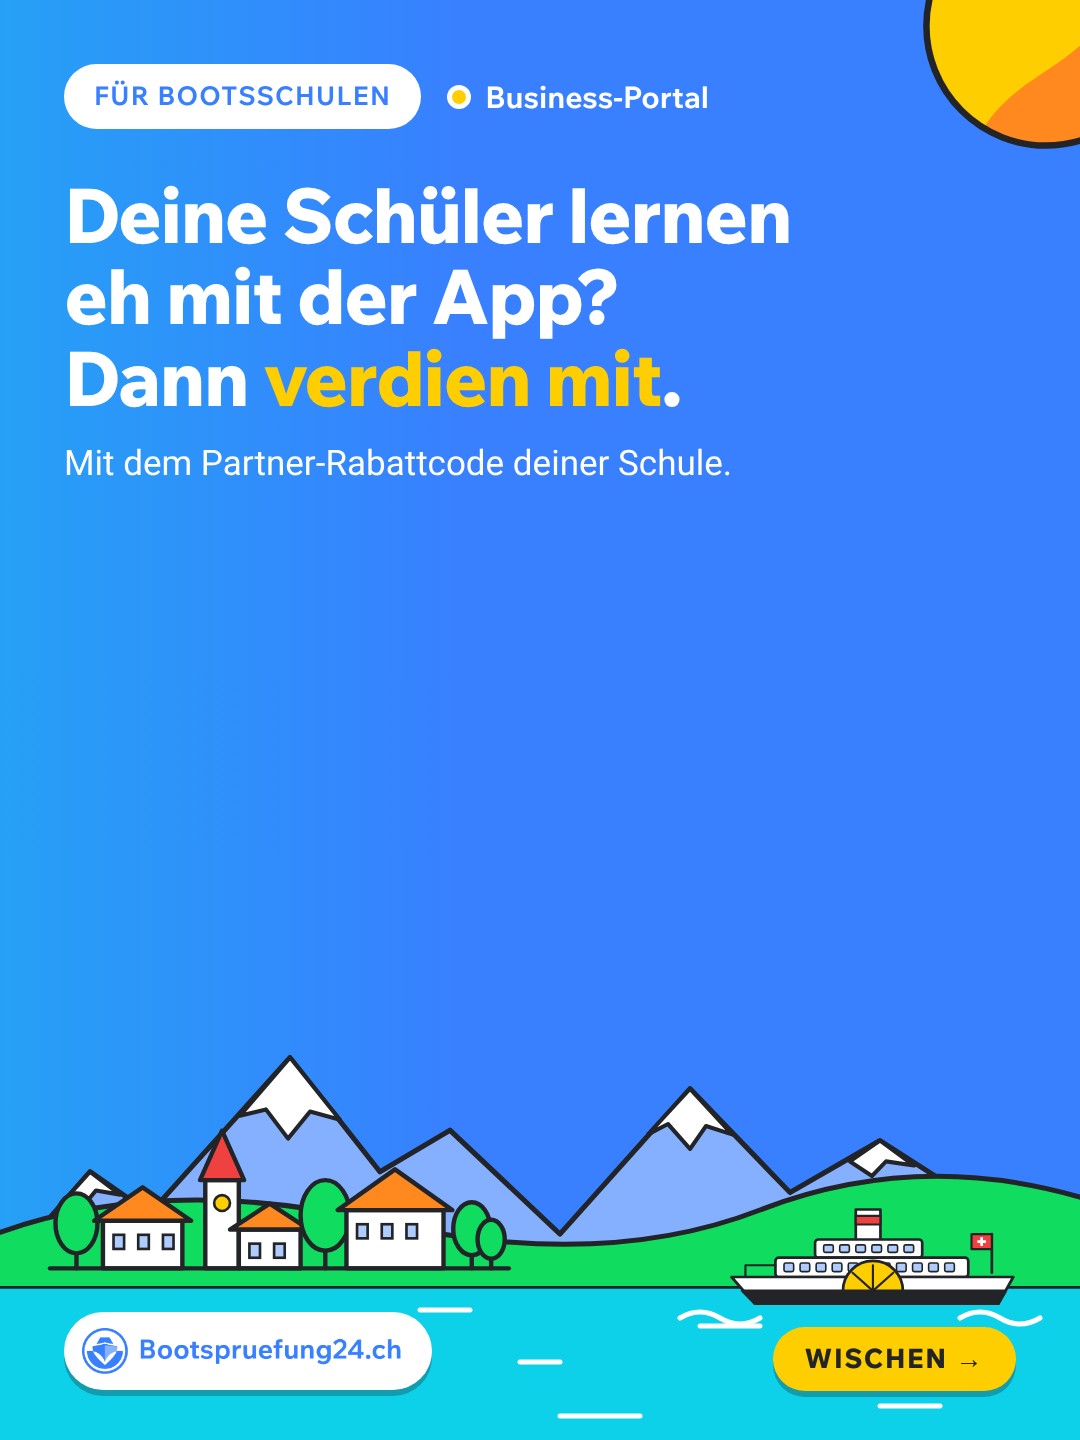 FÜR BOOTSSCHULEN
Business-Portal
Deine Schüler lernen
eh mit der App?
Dann verdien mit.
Mit dem Partner-Rabattcode deiner Schule.
Bootspruefung24.ch
WISCHEN →